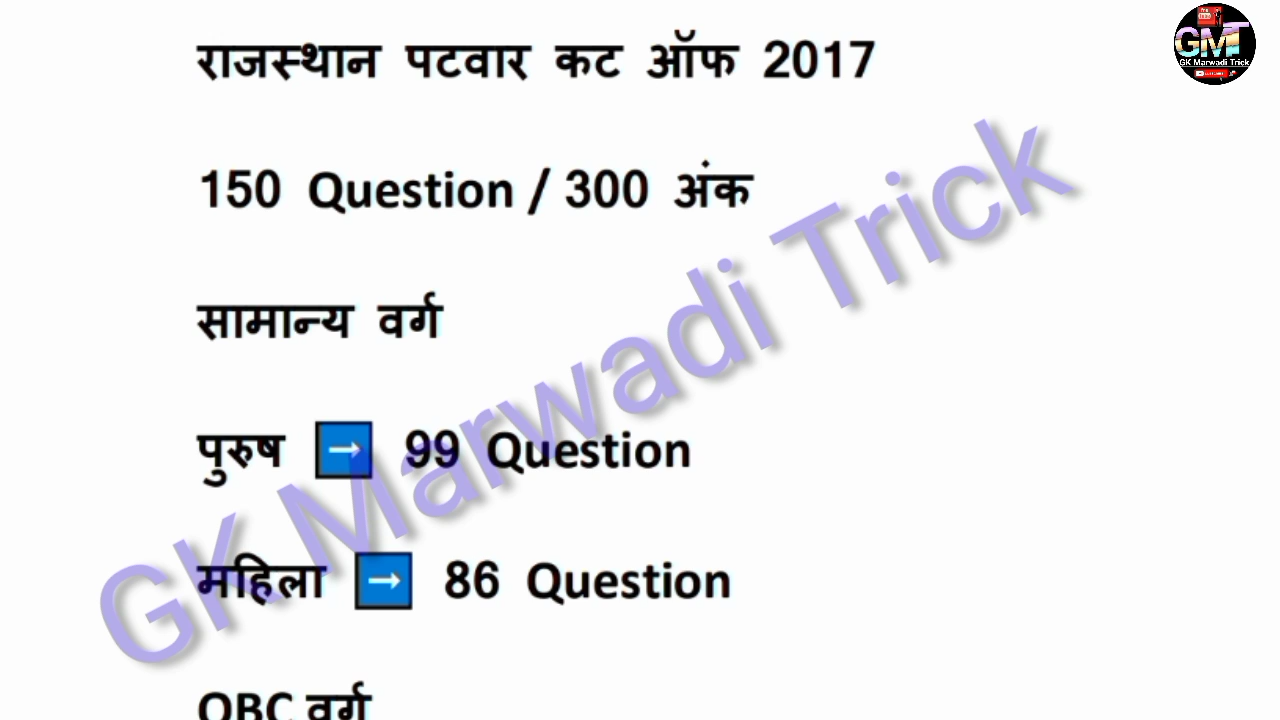 राजस्थान पटवार कट ऑफ 2017
GMT
GK Marwadi Trick
150 Question / 300 अंक
सामान्य वर्ग
पुरुष → 99 Question
महिला → 86 Question
OBC वर्ग
GK Marwadi Trick